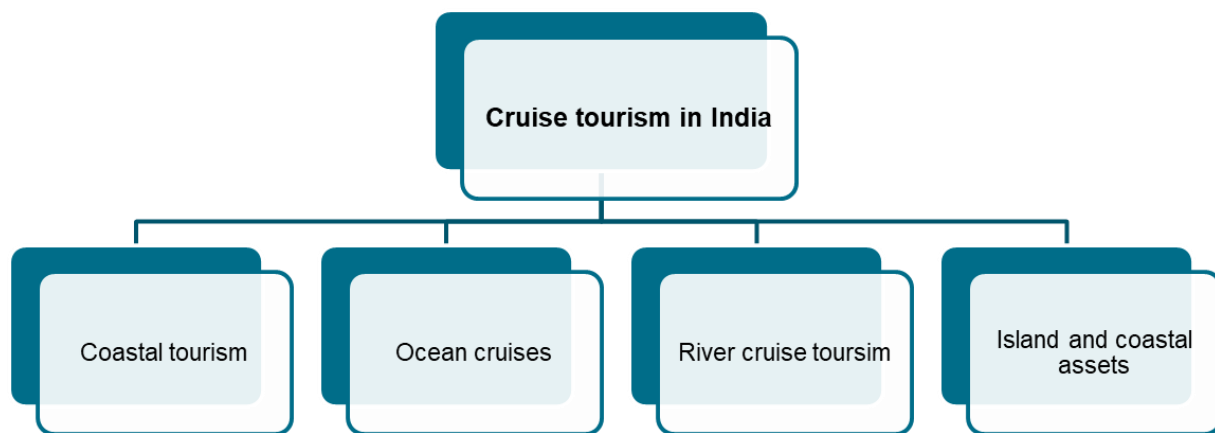 Cruise tourism in India
Coastal tourism
Ocean cruises
River cruise toursim
Island and coastal
assets